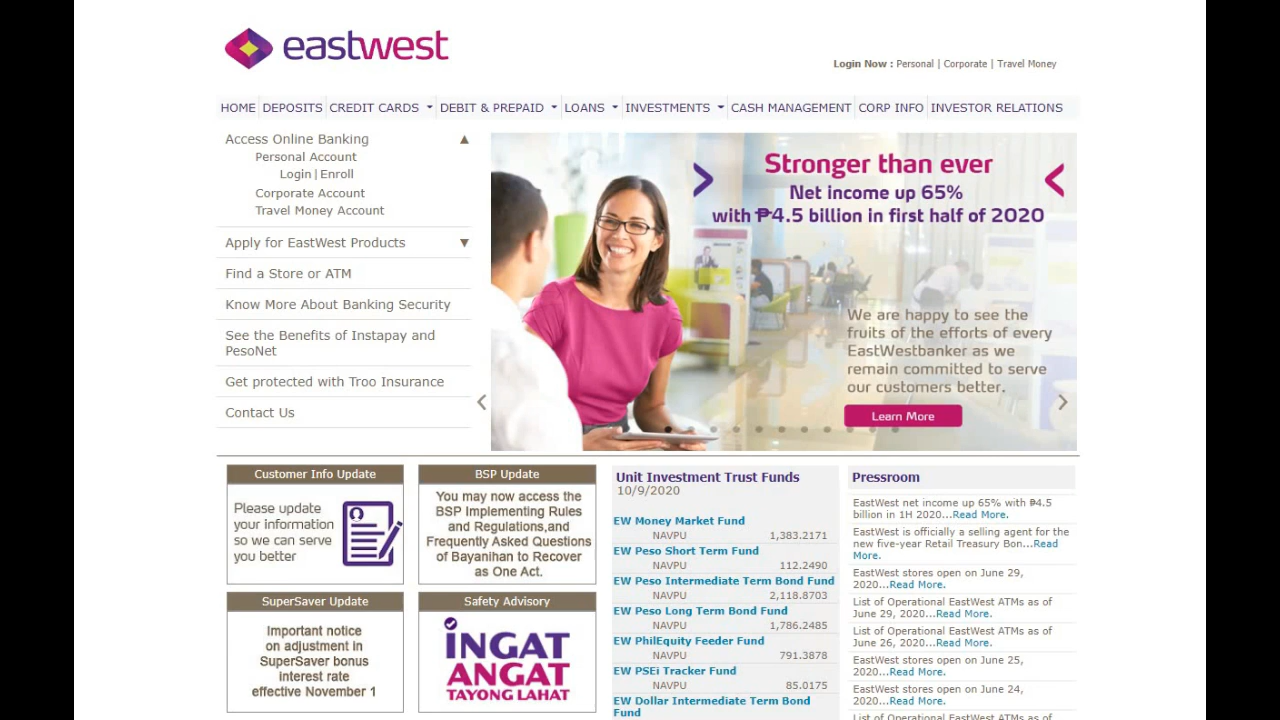 eastwest
Login Now : Personal | Corporate | Travel Money
HOME DEPOSITS CREDIT CARDS DEBIT & PREPAID LOANS INVESTMENTS CASH MANAGEMENT CORP INFO INVESTOR RELATIONS
Access Online Banking
Personal Account
Login | Enroll
Corporate Account
Travel Money Account
Apply for EastWest Products
Find a Store or ATM
Know More About Banking Security
See the Benefits of Instapay and
PesoNet
Get protected with Troo Insurance
Contact Us
Stronger than ever
Net income up 65%
with ₱4.5 billion in first half of 2020
We are happy to see the
fruits of the efforts of every
EastWestbanker as we
remain committed to serve
our customers better.
Learn More
Customer Info Update
Please update
your information
so we can serve
you better
BSP Update
You may now access the
BSP Implementing Rules
and Regulations,and
Frequently Asked Questions
of Bayanihan to Recover
as One Act.
SuperSaver Update
Important notice
on adjustment in
SuperSaver bonus
interest rate
effective November 1
Safety Advisory
iNGAT
ANGAT
TAYONG LAHAT
Unit Investment Trust Funds
10/9/2020
EW Money Market Fund
NAVPU 1,383.2171
EW Peso Short Term Fund
NAVPU 112.2490
EW Peso Intermediate Term Bond Fund
NAVPU 2,118.8703
EW Peso Long Term Bond Fund
NAVPU 1,786.2485
EW PhilEquity Feeder Fund
NAVPU 791.3878
EW PSEi Tracker Fund
NAVPU 85.0175
EW Dollar Intermediate Term Bond
Fund
Pressroom
EastWest net income up 65% with ₱4.5
billion in 1H 2020...Read More.
EastWest is officially a selling agent for the
new five-year Retail Treasury Bon...Read
More.
EastWest stores open on June 29,
2020...Read More.
List of Operational EastWest ATMs as of
June 29, 2020...Read More.
List of Operational EastWest ATMs as of
June 26, 2020...Read More.
EastWest stores open on June 25,
2020...Read More.
EastWest stores open on June 24,
2020...Read More.
List of Operational EastWest ATMs as of